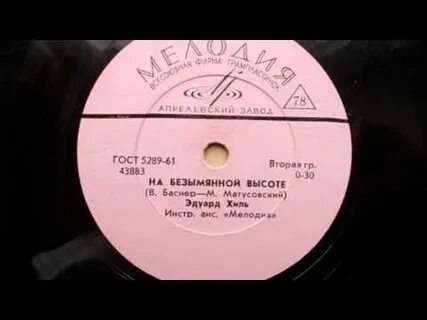 МЕЛОДИЯ
ВСЕСОЮЗНАЯ ФИРМА ГРАМПЛАСТИНОК
АПРЕЛЕВСКИЙ ЗАВОД
78
ГОСТ 5289-61
43883
Вторая гр.
0-30
НА БЕЗЫМЯННОЙ ВЫСОТЕ
(В. Баснер—М. Матусовский)
Эдуард Хиль
Инстр. анс. «Мелодия»